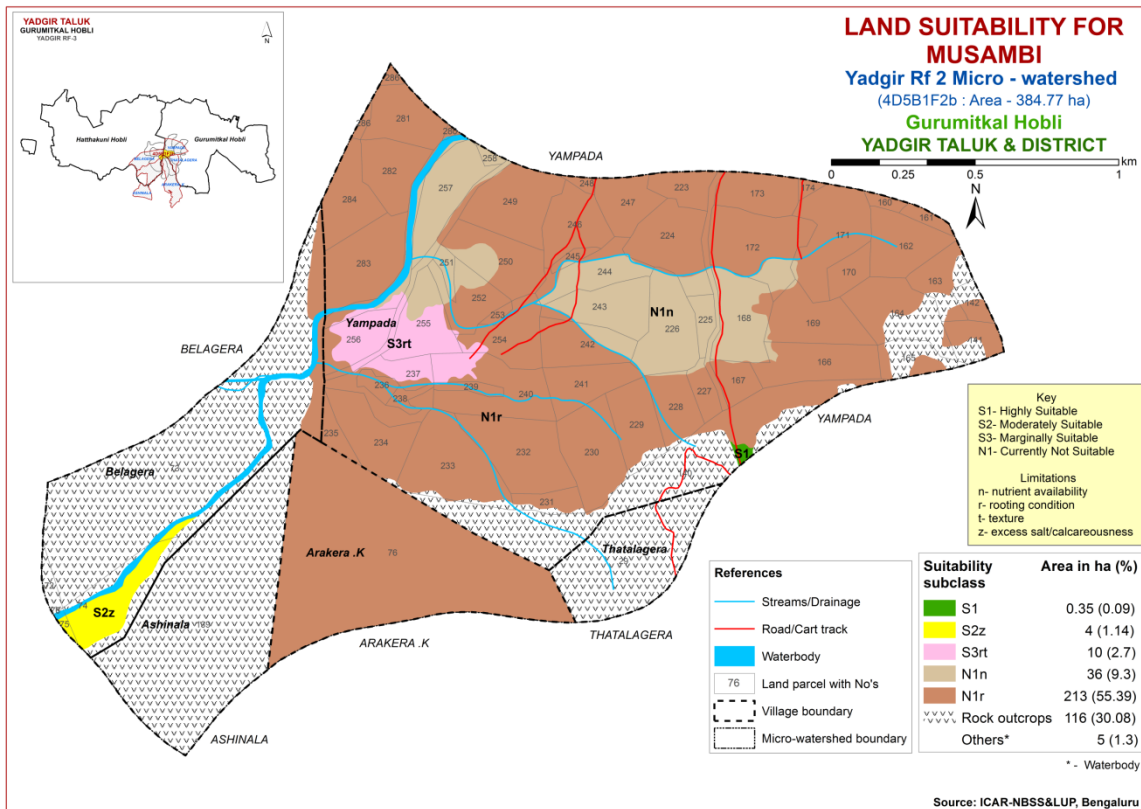 YADGIR TALUK
GURUMITKAL HOBLI
YADGIR RF-3
N
Hatthakuni Hobli
Gurumitkal Hobli
LAND SUITABILITY FOR
MUSAMBI
Yadgir Rf 2 Micro - watershed
(4D5B1F2b : Area - 384.77 ha)
Gurumitkal Hobli
YADGIR TALUK & DISTRICT
km
0 0.25 0.5 1
N
YAMPADA
286
281
282
284
283
258
257
249
248
247
223
173
174
160
161
246
224
172
171
162
251
250
245
244
170
163
252
243
N1n
253
226
225
168
169
164
142
141
Yampada
255
256
S3rt
254
242
165
166
BELAGERA
237
236
239
241
227
167
238
240
N1r
228
YAMPADA
235
234
229
233
232
230
S1
231
Belagera
73
Arakera .K
76
Thatalagera
S2z
74
75
Ashinala
ARAKERA .K
THATALAGERA
ASHINALA
Key
S1- Highly Suitable
S2- Moderately Suitable
S3- Marginally Suitable
N1- Currently Not Suitable
Limitations
n- nutrient availability
r- rooting condition
t- texture
z- excess salt/calcareousness
References
Streams/Drainage
Road/Cart track
Waterbody
76 Land parcel with No's
Village boundary
Micro-watershed boundary
Suitability subclass Area in ha (%)
S1 0.35 (0.09)
S2z 4 (1.14)
S3rt 10 (2.7)
N1n 36 (9.3)
N1r 213 (55.39)
Rock outcrops 116 (30.08)
Others* 5 (1.3)
* - Waterbody
Source: ICAR-NBSS&LUP, Bengaluru